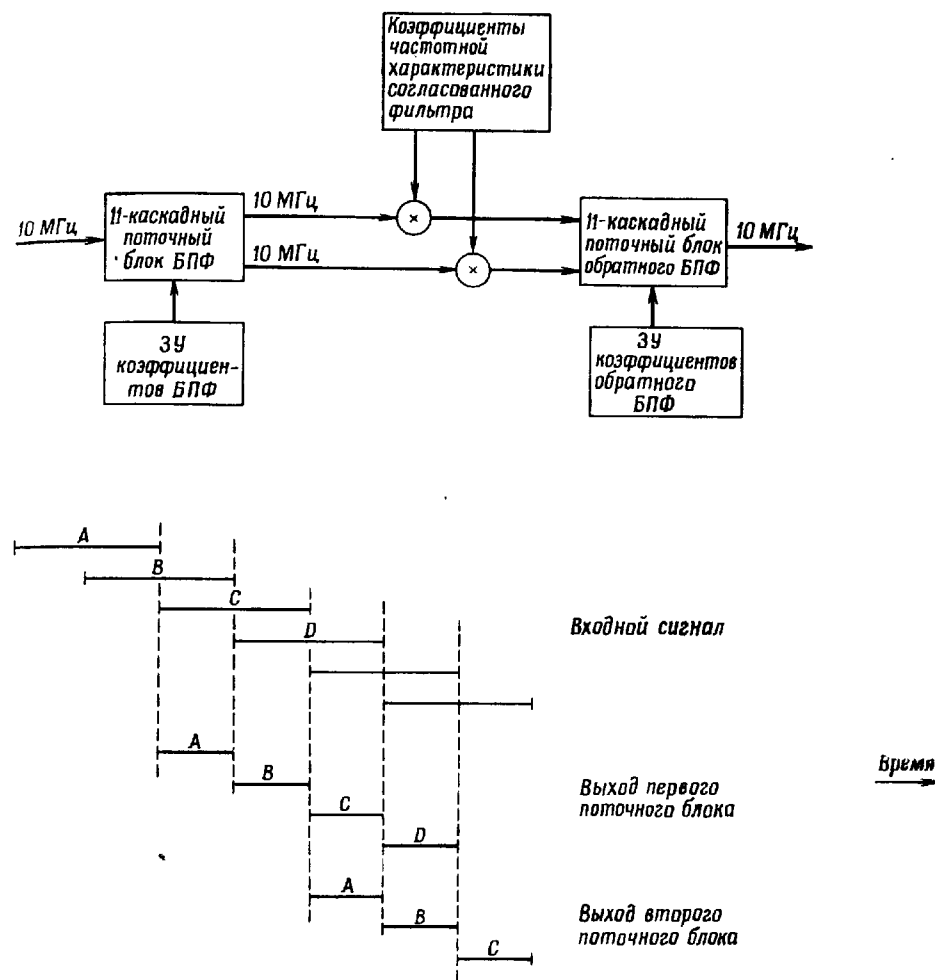 Коэффициенты
частотной
характеристики
согласованного
фильтра
10 МГц
11-каскадный
поточный
блок БПФ
10 МГц
10 МГц
×
×
11-каскадный
поточный блок
обратного БПФ
10 МГц
ЗУ
коэффициен-
тов БПФ
ЗУ
коэффициентов
обратного
БПФ
A
B
C
D
Входной сигнал
A
B
C
D
Выход первого
поточного блока
Время
A
B
C
Выход второго
поточного блока